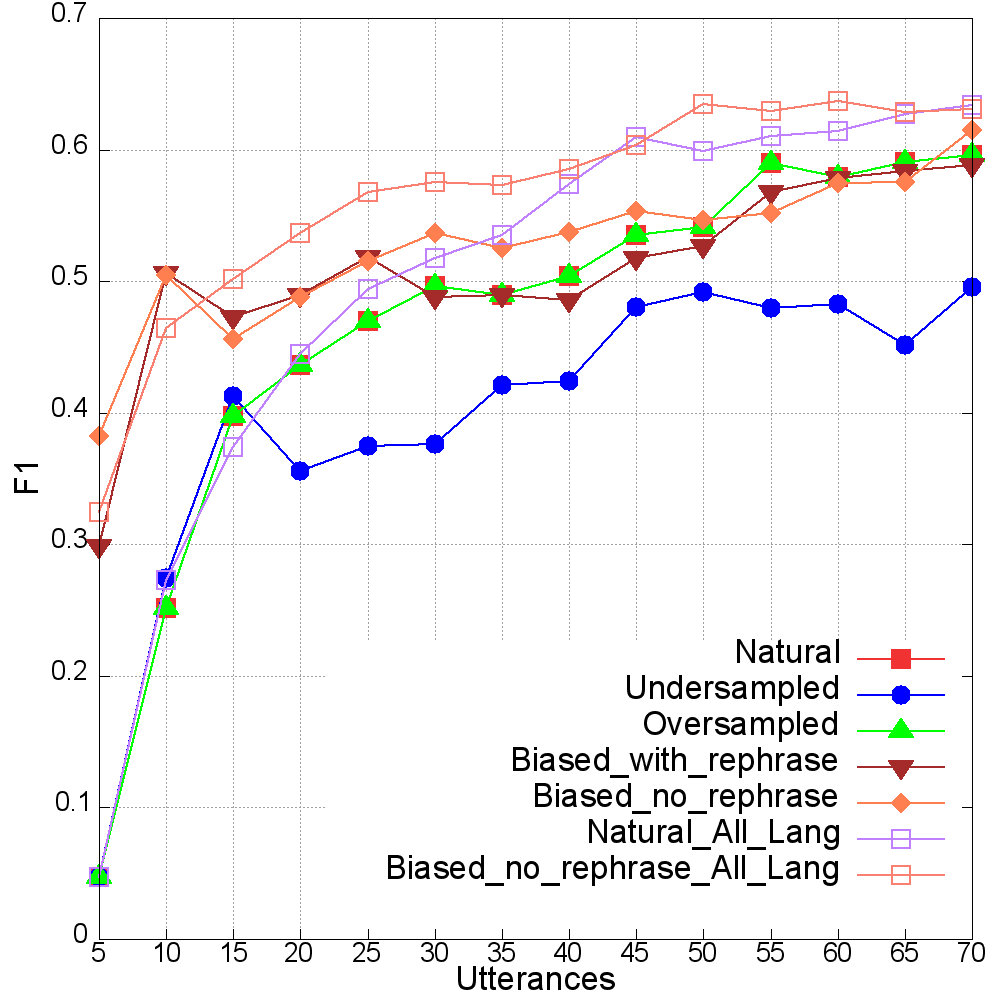 0.7
0.6
0.5
0.4
0.3
0.2
0.1
0
F1
Natural
Undersampled
Oversampled
Biased_with_rephrase
Biased_no_rephrase
Natural_All_Lang
Biased_no_rephrase_All_Lang
5 10 15 20 25 30 35 40 45 50 55 60 65 70
Utterances